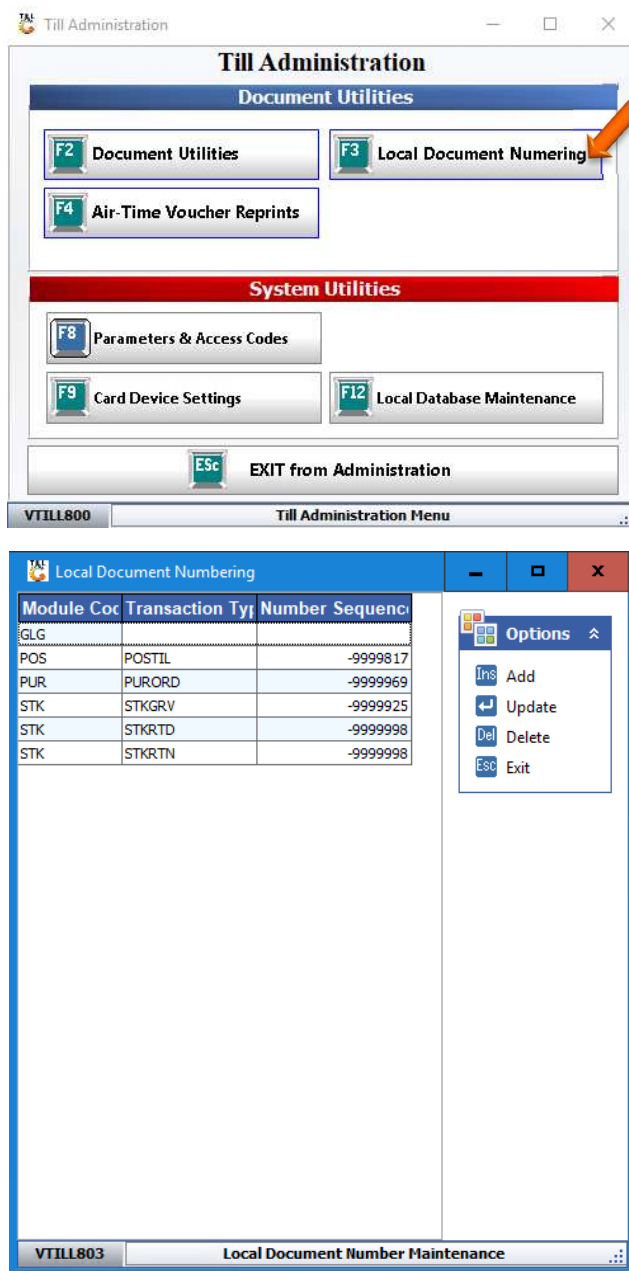 Till Administration
Till Administration
Document Utilities
F2 Document Utilities
F3 Local Document Numering
F4 Air-Time Voucher Reprints
System Utilities
F8 Parameters & Access Codes
F9 Card Device Settings
F12 Local Database Maintenance
ESc EXIT from Administration
VTILL800 Till Administration Menu
Local Document Numbering
Module Coc Transaction Typ Number Sequenc
GLG
POS POSTIL -9999817
PUR PURORD -9999969
STK STKGRV -9999925
STK STKRTD -9999998
STK STKRTN -9999998
Options
Ins Add
Update
Del Delete
Esc Exit
VTILL803 Local Document Number Maintenance